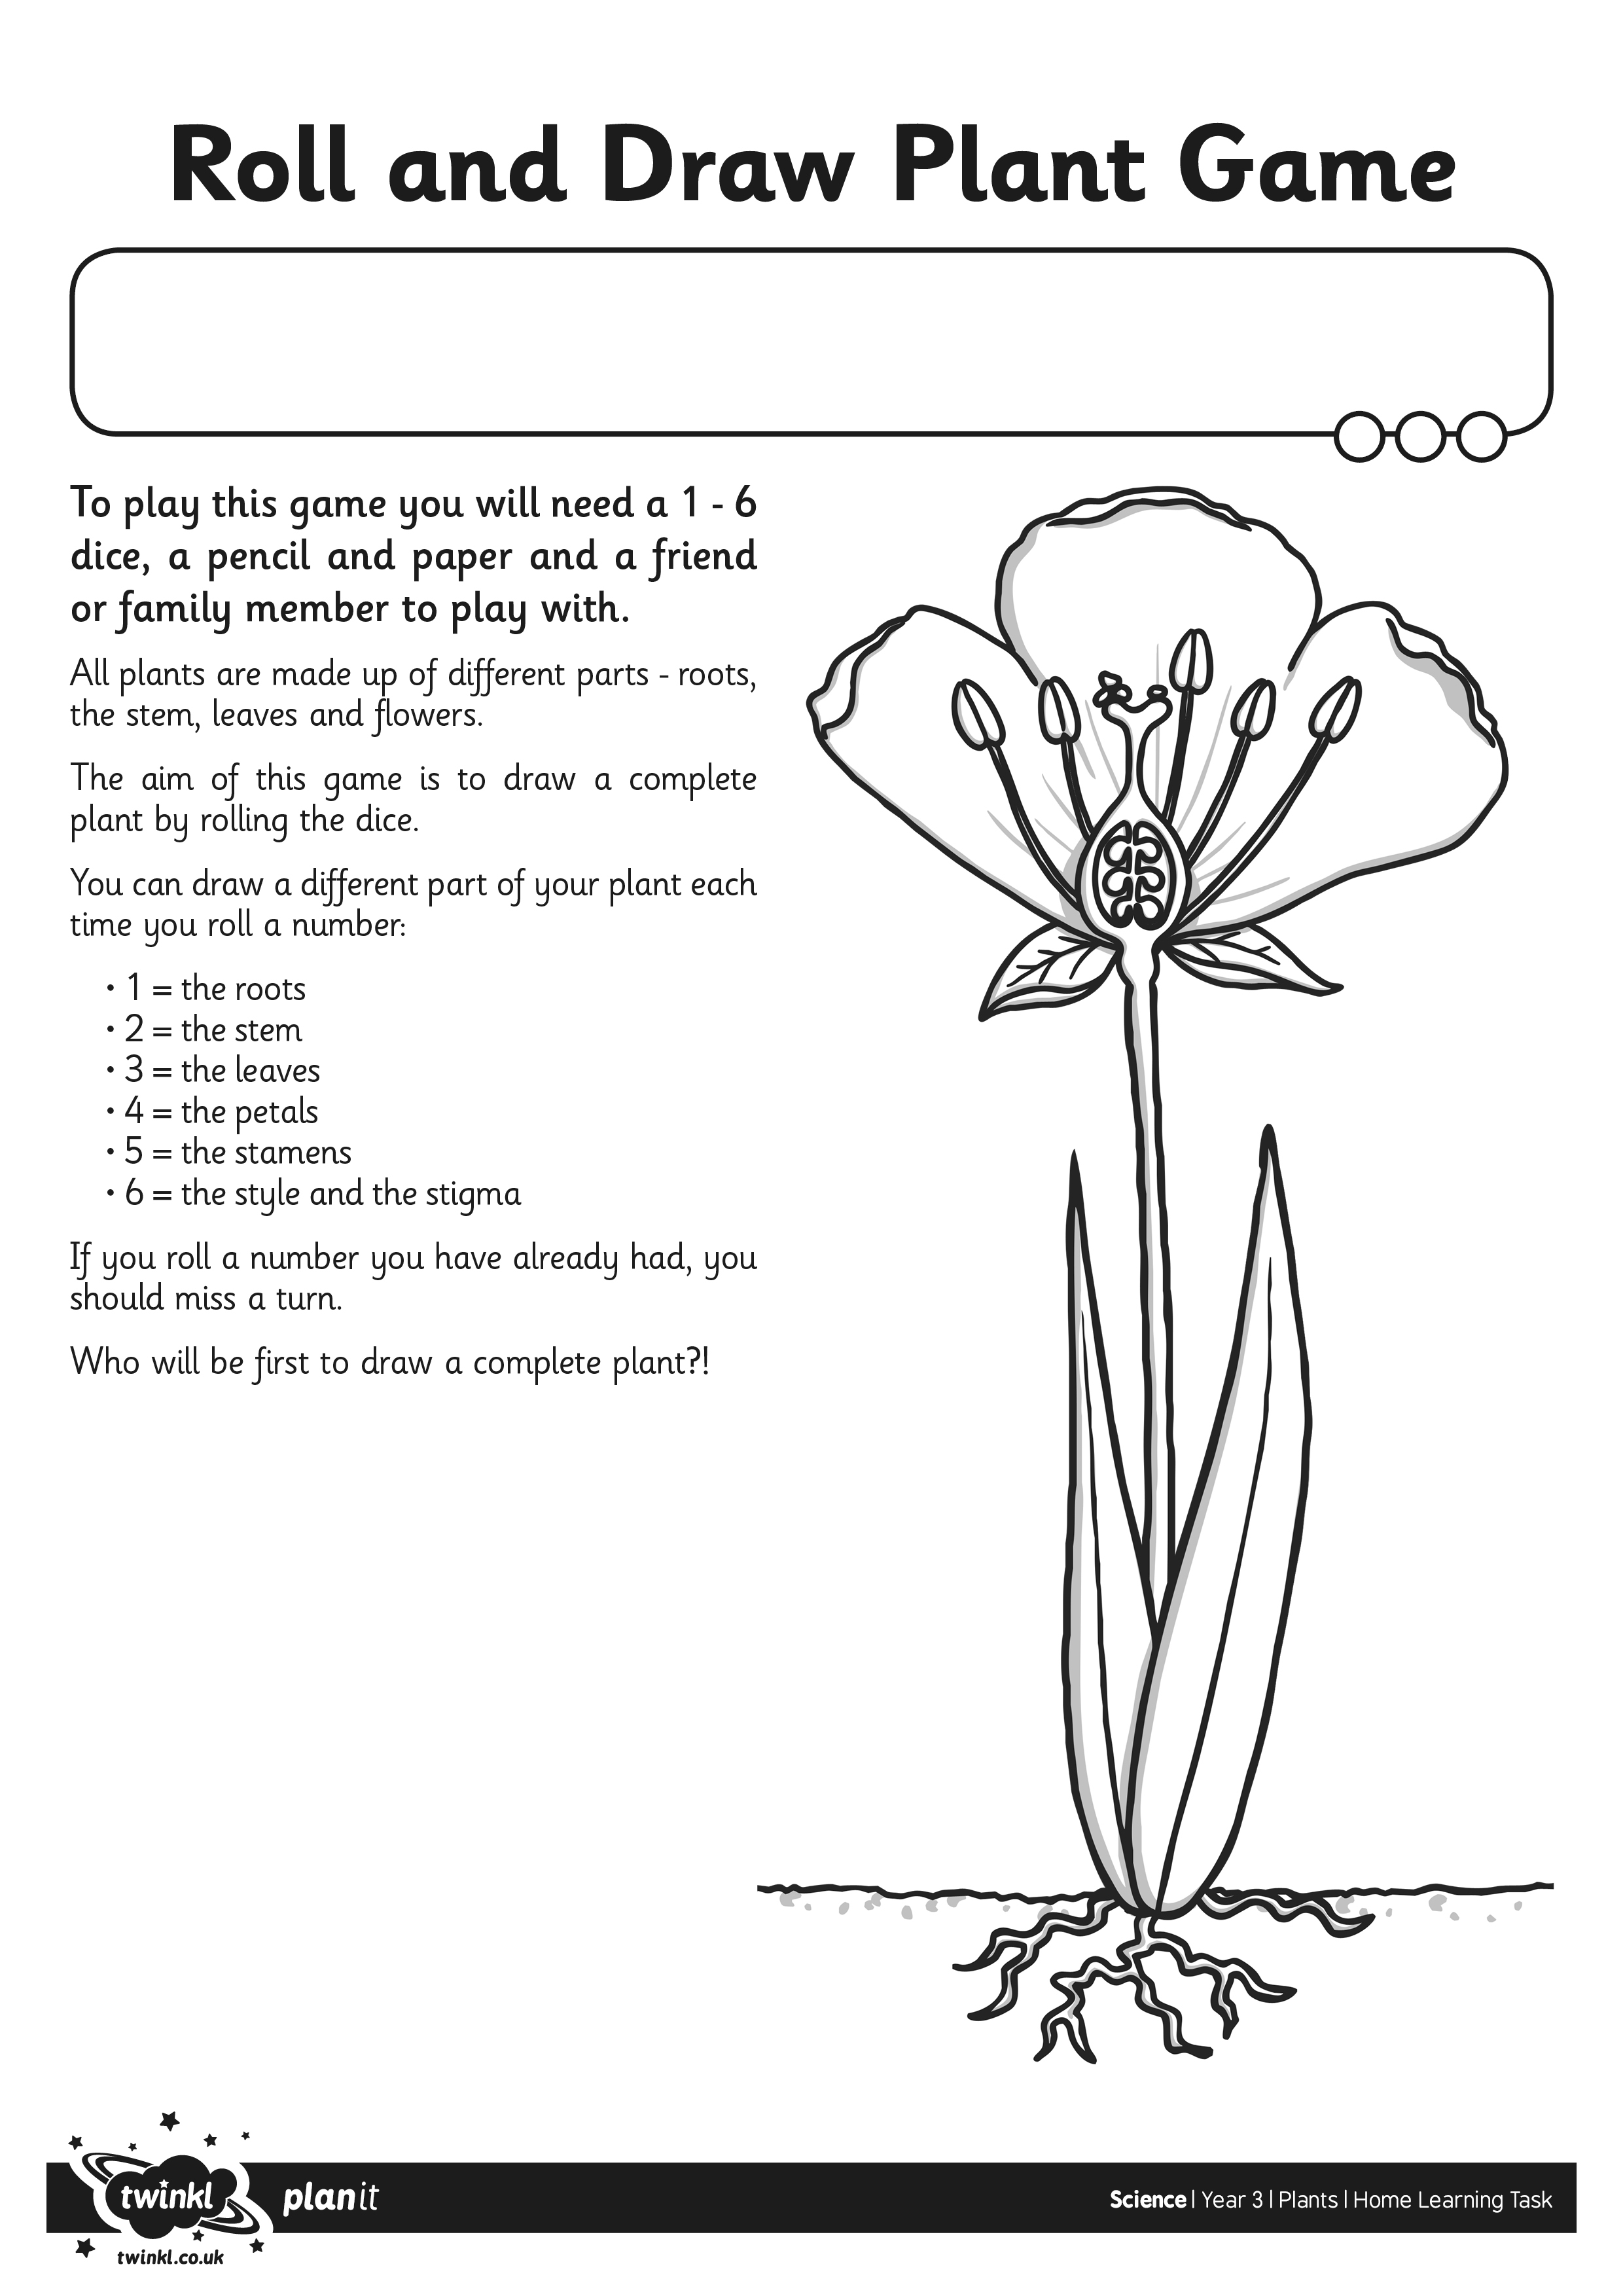 Roll and Draw Plant Game
To play this game you will need a 1 - 6
dice, a pencil and paper and a friend
or family member to play with.
All plants are made up of different parts - roots,
the stem, leaves and flowers.
The aim of this game is to draw a complete
plant by rolling the dice.
You can draw a different part of your plant each
time you roll a number:
• 1 = the roots
• 2 = the stem
• 3 = the leaves
• 4 = the petals
• 5 = the stamens
• 6 = the style and the stigma
If you roll a number you have already had, you
should miss a turn.
Who will be first to draw a complete plant?!
twinkl planit
twinkl.co.uk
Science | Year 3 | Plants | Home Learning Task